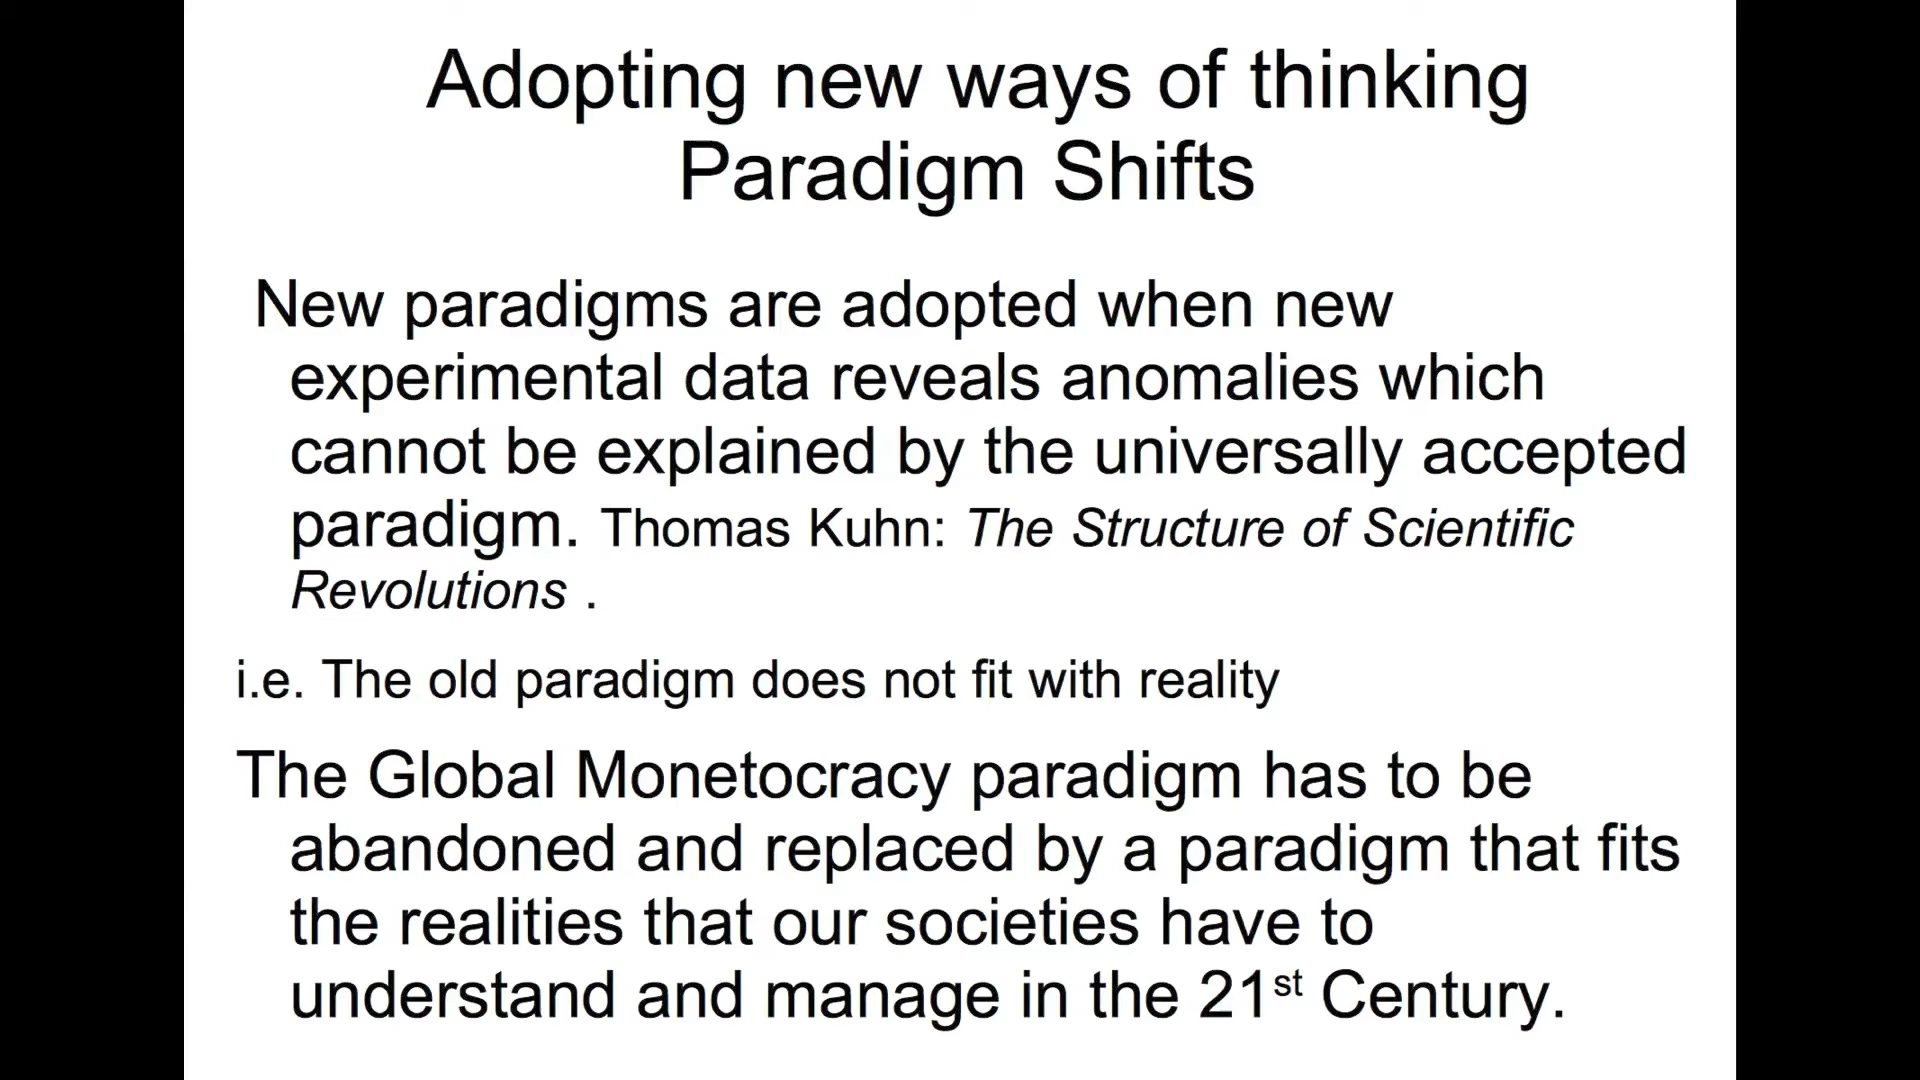 Adopting new ways of thinking
Paradigm Shifts
New paradigms are adopted when new
experimental data reveals anomalies which
cannot be explained by the universally accepted
paradigm. Thomas Kuhn: The Structure of Scientific
Revolutions .
i.e. The old paradigm does not fit with reality
The Global Monetocracy paradigm has to be
abandoned and replaced by a paradigm that fits
the realities that our societies have to
understand and manage in the 21st Century.